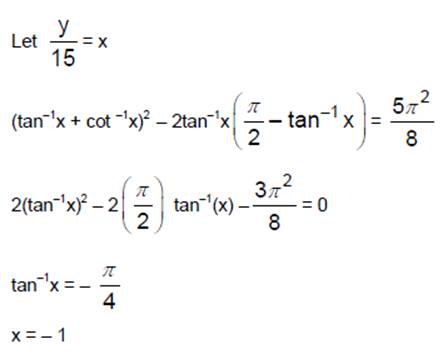 Let y/15 = x
(tan⁻¹x + cot ⁻¹x)² – 2tan⁻¹x(π/2 – tan⁻¹ x) = 5π²/8
2(tan⁻¹x)² – 2(π/2) tan⁻¹(x) – 3π²/8 = 0
tan⁻¹x = – π/4
x = – 1